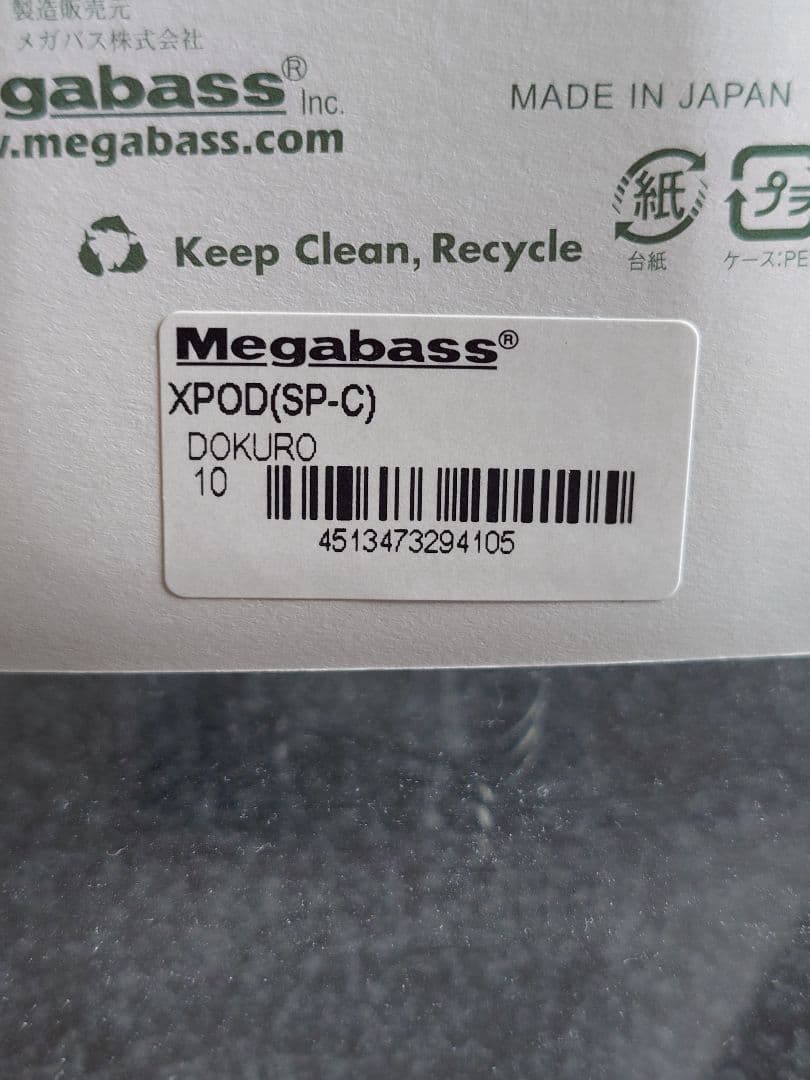 製造販売元
メガバス株式会社
gabass® Inc.
.megabass.com
MADE IN JAPAN
紙
プラ
台紙
ケース:PE
Keep Clean, Recycle
Megabass®
XPOD(SP-C)
DOKURO
10
4513473294105